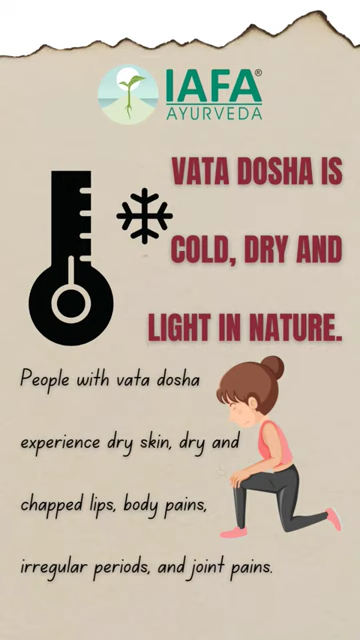 IAFA®
AYURVEDA
VATA DOSHA IS
COLD, DRY AND
LIGHT IN NATURE.
People with vata dosha
experience dry skin, dry and
chapped lips, body pains,
irregular periods, and joint pains.